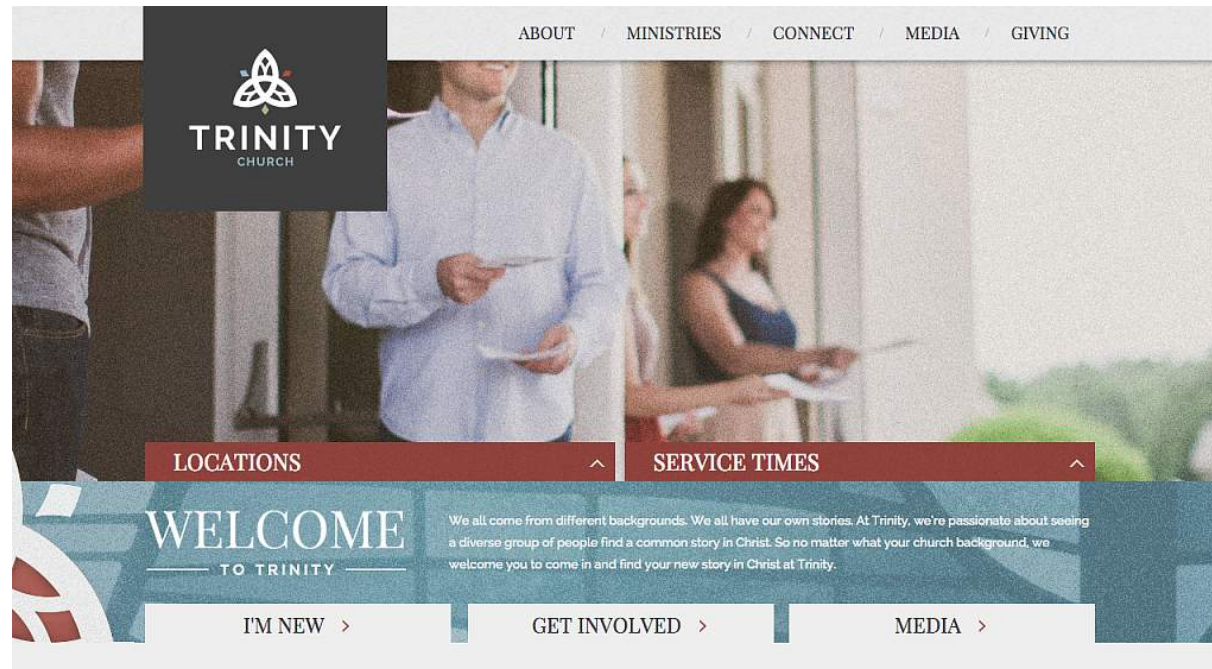 ABOUT / MINISTRIES / CONNECT / MEDIA / GIVING
TRINITY
CHURCH
LOCATIONS
SERVICE TIMES
WELCOME
TO TRINITY
We all come from different backgrounds. We all have our own stories. At Trinity, we're passionate about seeing
a diverse group of people find a common story in Christ. So no matter what your church background, we
welcome you to come in and find your new story in Christ at Trinity.
I'M NEW >
GET INVOLVED >
MEDIA >